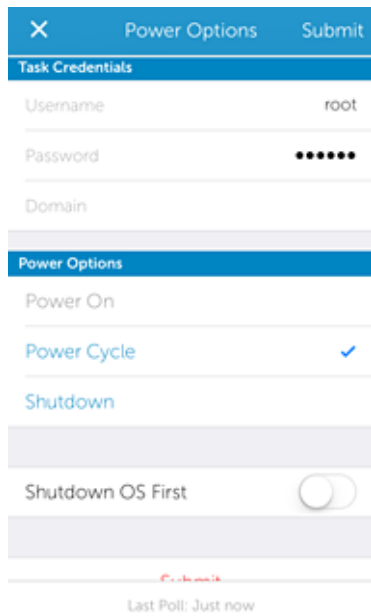 Power Options Submit
Task Credentials
Username root
Password ••••••
Domain
Power Options
Power On
Power Cycle
Shutdown
Shutdown OS First
Submit
Last Poll: Just now